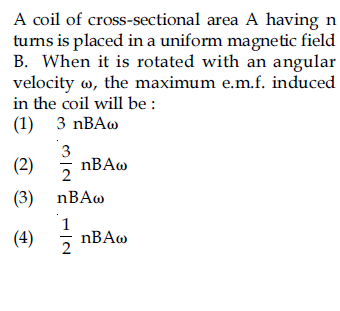 A coil of cross-sectional area A having n
turns is placed in a uniform magnetic field
B. When it is rotated with an angular
velocity ω, the maximum e.m.f. induced
in the coil will be :
(1) 3 nBAω
(2) 3/2 nBAω
(3) nBAω
(4) 1/2 nBAω